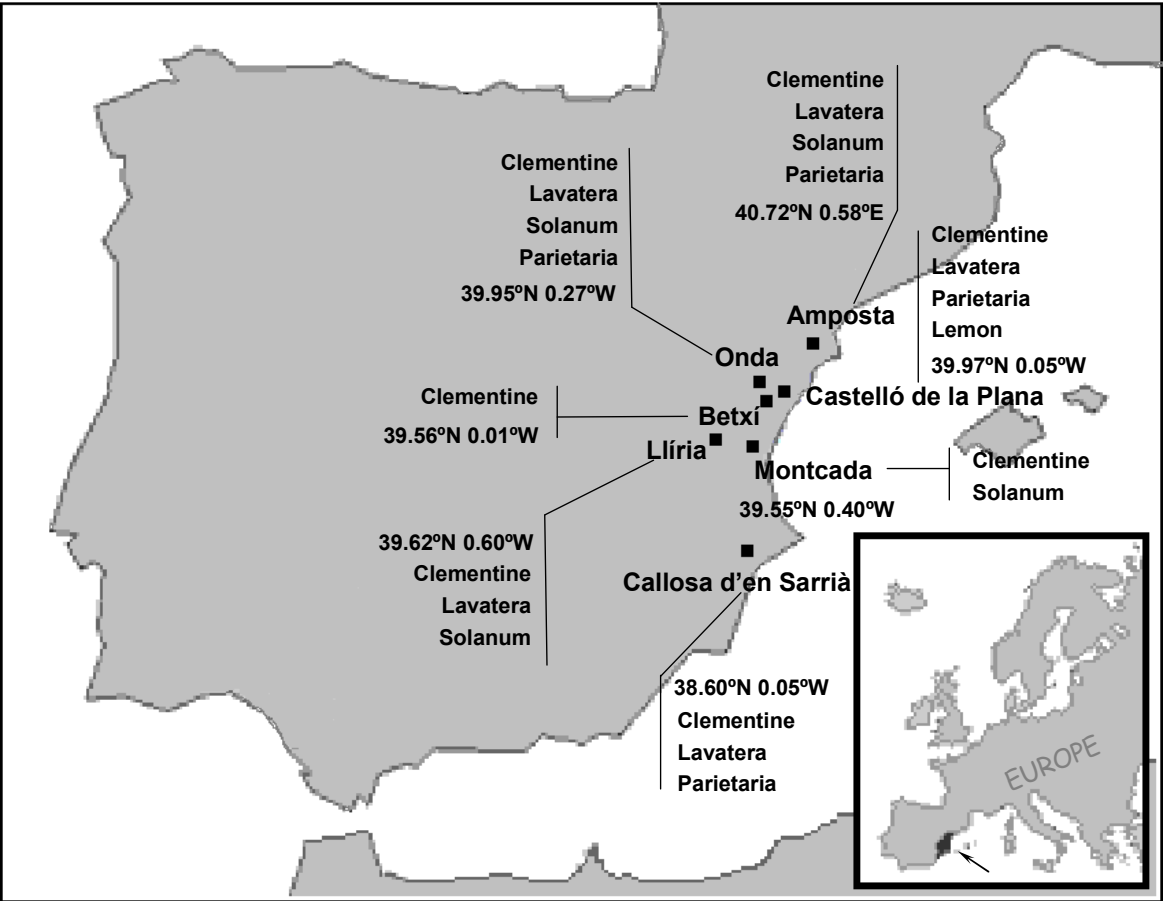 Clementine
Lavatera
Solanum
Parietaria
40.72ºN 0.58ºE
Clementine
Lavatera
Solanum
Parietaria
39.95ºN 0.27ºW
Clementine
Lavatera
Parietaria
Lemon
39.97ºN 0.05ºW
Amposta
Onda
Castelló de la Plana
Clementine
39.56ºN 0.01ºW
Betxí
Llíria
Montcada
39.55ºN 0.40ºW
Clementine
Solanum
39.62ºN 0.60ºW
Clementine
Lavatera
Solanum
Callosa d’en Sarrià
38.60ºN 0.05ºW
Clementine
Lavatera
Parietaria
EUROPE